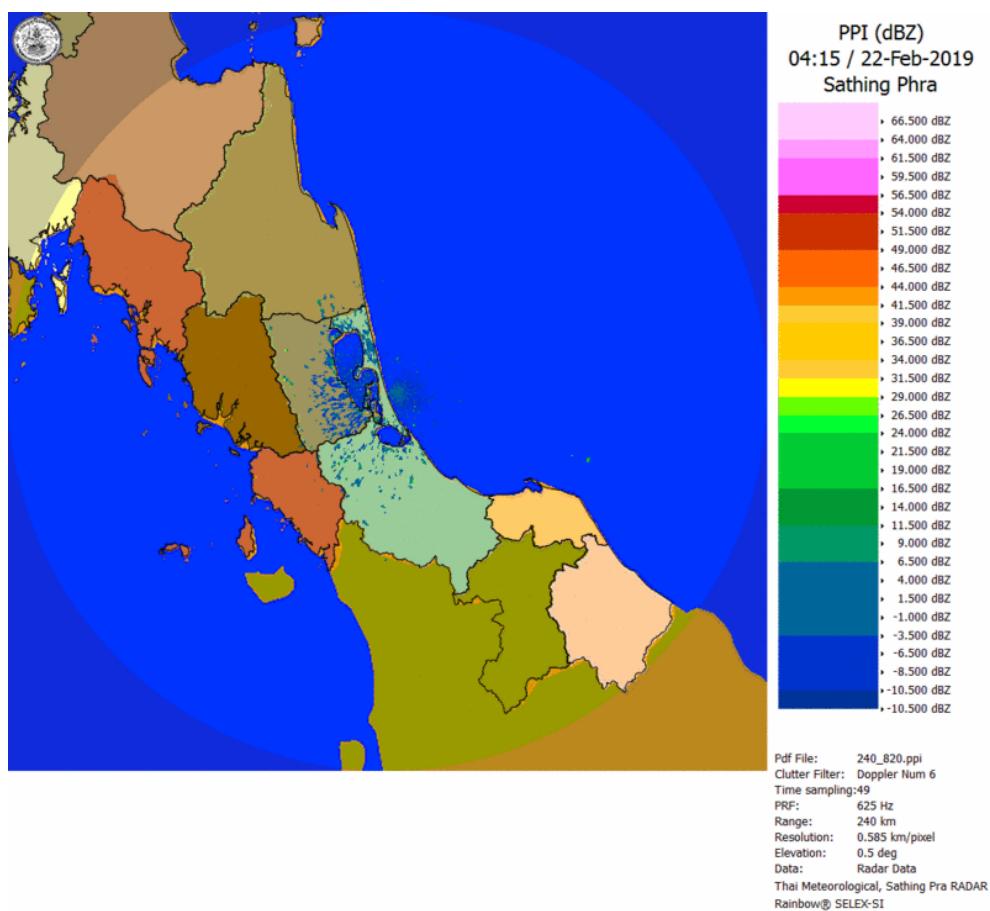 PPI (dBZ)
04:15 / 22-Feb-2019
Sathing Phra
66.500 dBZ
64.000 dBZ
61.500 dBZ
59.500 dBZ
56.500 dBZ
54.000 dBZ
51.500 dBZ
49.000 dBZ
46.500 dBZ
44.000 dBZ
41.500 dBZ
39.000 dBZ
36.500 dBZ
34.000 dBZ
31.500 dBZ
29.000 dBZ
26.500 dBZ
24.000 dBZ
21.500 dBZ
19.000 dBZ
16.500 dBZ
14.000 dBZ
11.500 dBZ
9.000 dBZ
6.500 dBZ
4.000 dBZ
1.500 dBZ
-1.000 dBZ
-3.500 dBZ
-6.500 dBZ
-8.500 dBZ
-10.500 dBZ
-10.500 dBZ
Pdf File: 240_820.ppi
Clutter Filter: Doppler Num 6
Time sampling:49
PRF: 625 Hz
Range: 240 km
Resolution: 0.585 km/pixel
Elevation: 0.5 deg
Data: Radar Data
Thai Meteorological, Sathing Pra RADAR
Rainbow® SELEX-SI